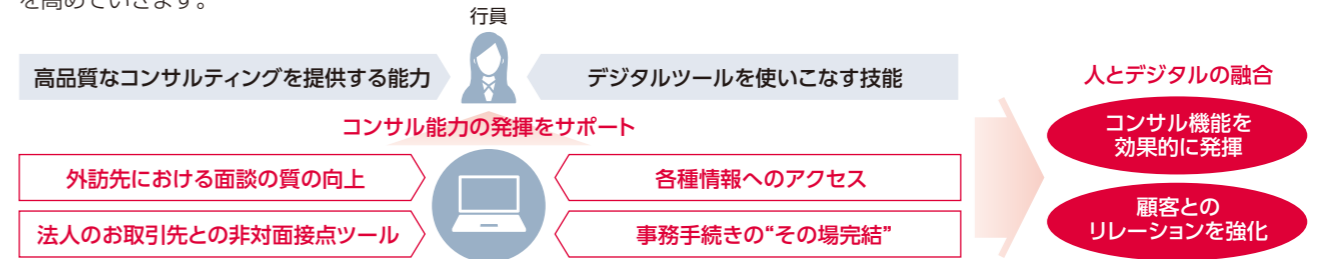 を高めていきます。
行員
高品質なコンサルティングを提供する能力
デジタルツールを使いこなす技能
コンサル能力の発揮をサポート
外訪先における面談の質の向上
各種情報へのアクセス
法人のお取引先との非対面接点ツール
事務手続きの“その場完結”
人とデジタルの融合
コンサル機能を
効果的に発揮
顧客との
リレーションを強化